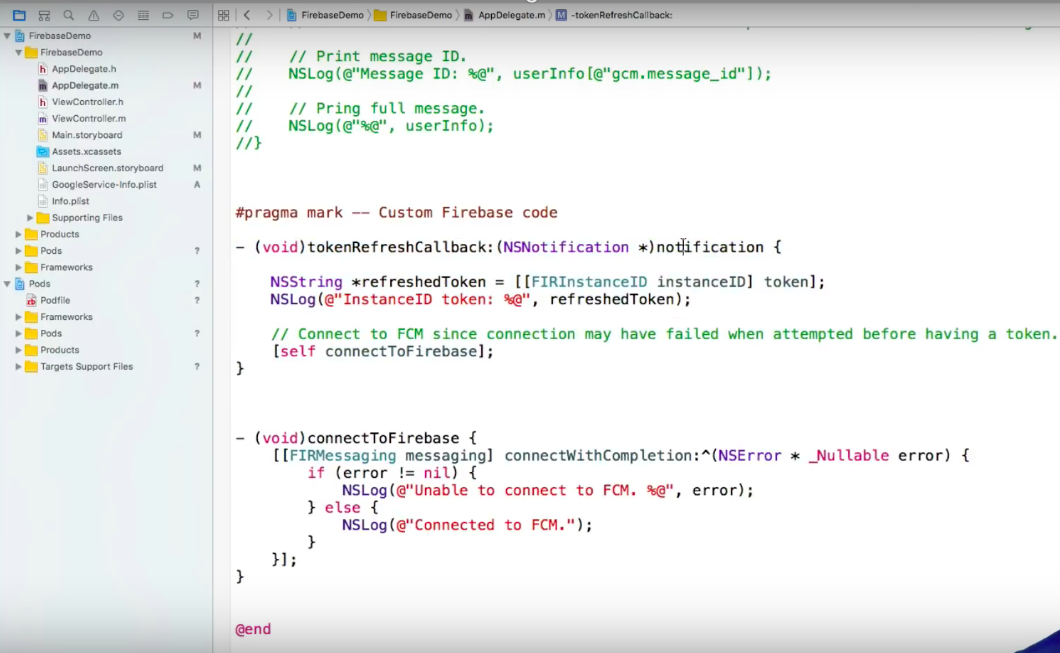 FirebaseDemo
FirebaseDemo
AppDelegate.m
-tokenRefreshCallback:
FirebaseDemo M
FirebaseDemo
AppDelegate.h
AppDelegate.m M
ViewController.h
ViewController.m
Main.storyboard M
Assets.xcassets
LaunchScreen.storyboard M
GoogleService-Info.plist A
Info.plist
Supporting Files
Products
Pods ?
Frameworks
Pods ?
Podfile ?
Frameworks
Pods ?
Products
Targets Support Files ?
//
// // Print message ID.
// NSLog(@"Message ID: %@", userInfo[@"gcm.message_id"]);
//
// // Pring full message.
// NSLog(@"%@", userInfo);
//}
#pragma mark -- Custom Firebase code
- (void)tokenRefreshCallback:(NSNotification *)notification {
NSString *refreshedToken = [[FIRInstanceID instanceID] token];
NSLog(@"InstanceID token: %@", refreshedToken);
// Connect to FCM since connection may have failed when attempted before having a token.
[self connectToFirebase];
}
- (void)connectToFirebase {
[[FIRMessaging messaging] connectWithCompletion:^(NSError * _Nullable error) {
if (error != nil) {
NSLog(@"Unable to connect to FCM. %@", error);
} else {
NSLog(@"Connected to FCM.");
}
}];
}
@end